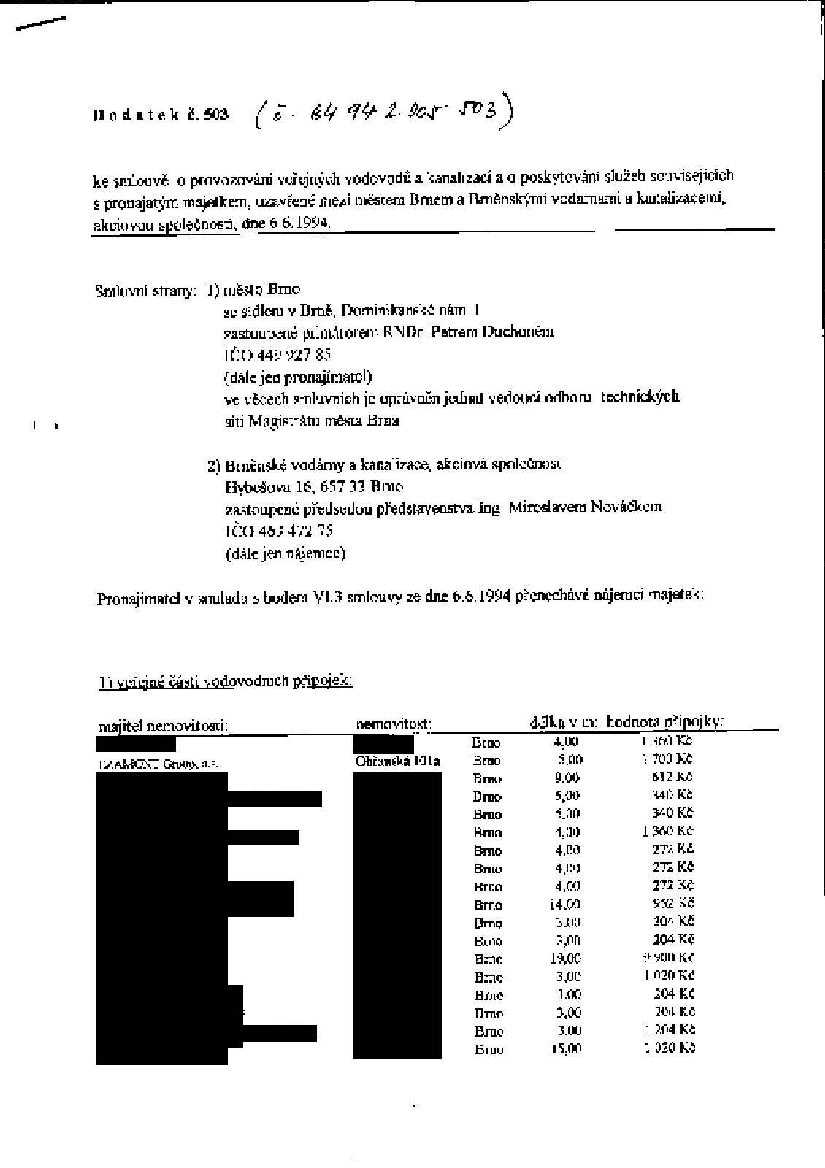 Dodatek č. 503 (č. 64 94 2.
ke smlouvě o provozování veřejných vodovodů a kanalizací a o poskytování služeb souvisejících
s pronajatým majetkem, uzavřené mezi městem Brnem a Brněnskými vodárnami a kanalizacemi,
akciovou společností, dne 6.6.1994.
Smluvní strany: 1) město Brno
se sídlem v Brně, Dominikánské nám. 1
zastoupené primátorem RNDr. Petrem Duchoněm
IČO 449 927 85
(dále jen pronajímatel)
ve věcech smluvních je oprávněn jednat vedoucí odboru technických
sítí Magistrátu města Brna
2) Brněnské vodárny a kanalizace, akciová společnost
Hybešova 16, 657 33 Brno
zastoupené předsedou představenstva ing. Miroslavem Nováčkem
IČO 463 472 75
(dále jen nájemce)
Pronajímatel v souladu s bodem VI.3 smlouvy ze dne 6.6.1994 přenechává nájemci majetek:
1) veřejné části vodovodních přípojek:
majitel nemovitosti: nemovitost: délka v m: hodnota přípojky:
Brno 4,00 1 360 Kč
Group, a.s. Obřanská Brno 5,00 1 700 Kč
Brno 9,00 612 Kč
Brno 5,00 340 Kč
Brno 5,00 340 Kč
Brno 4,00 1 360 Kč
Brno 4,00 272 Kč
Brno 4,00 272 Kč
Brno 4,00 272 Kč
Brno 14,00 952 Kč
Brno 3,00 204 Kč
Brno 3,00 204 Kč
Brno 19,00 900 Kč
Brno 3,00 1 020 Kč
Brno 204 Kč
Brno 3,00 204 Kč
Brno 3,00 204 Kč
Brno 15,00 1 020 Kč